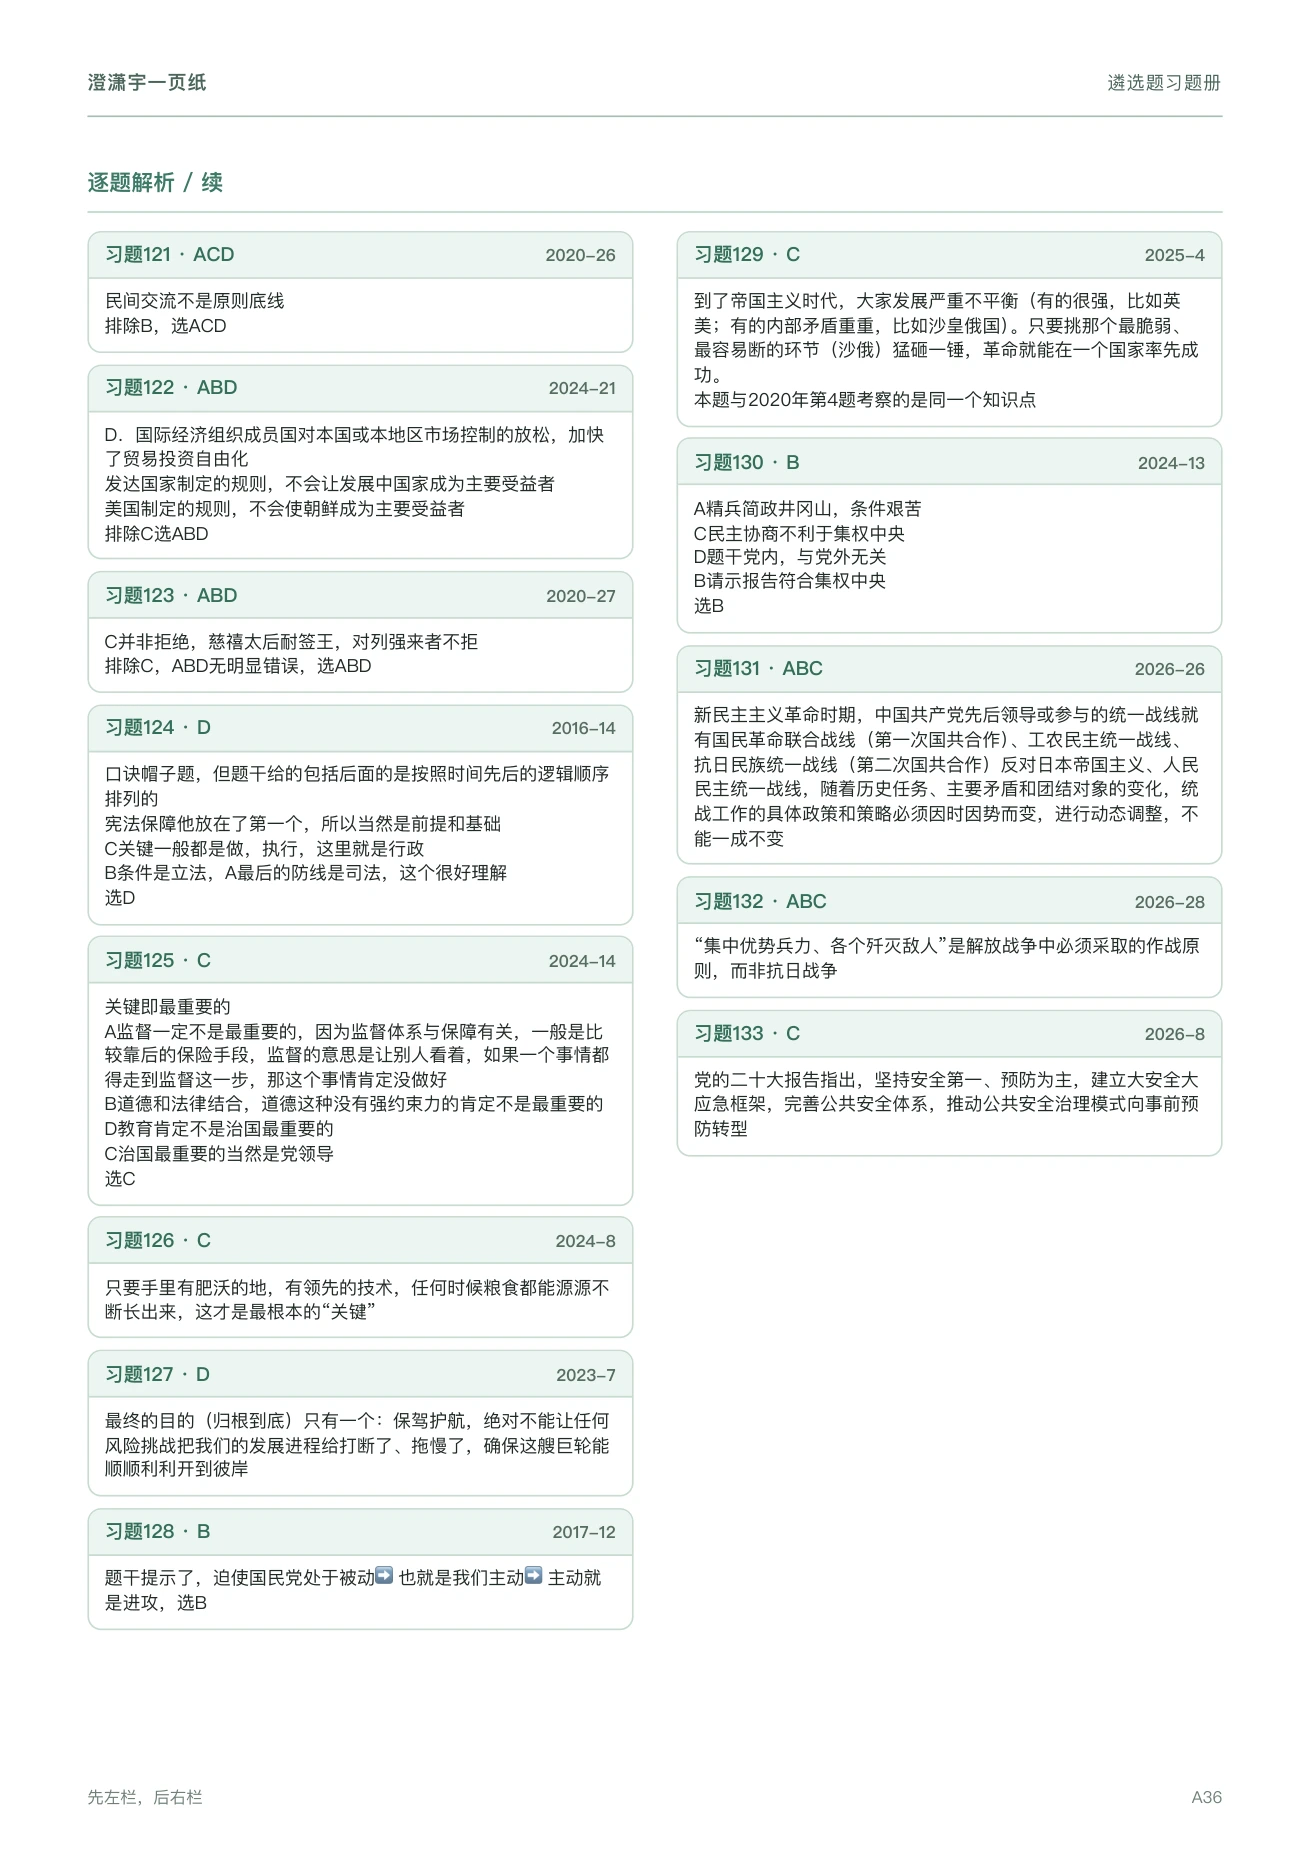 澄潇宇一页纸
遴选题习题册
逐题解析 / 续
习题121 · ACD
2020–26
民间交流不是原则底线
排除B，选ACD
习题122 · ABD
2024–21
D．国际经济组织成员国对本国或本地区市场控制的放松，加快
了贸易投资自由化
发达国家制定的规则，不会让发展中国家成为主要受益者
美国制定的规则，不会使朝鲜成为主要受益者
排除C选ABD
习题123 · ABD
2020–27
C并非拒绝，慈禧太后耐签王，对列强来者不拒
排除C，ABD无明显错误，选ABD
习题124 · D
2016–14
口诀帽子题，但题干给的包括后面的是按照时间先后的逻辑顺序
排列的
宪法保障他放在了第一个，所以当然是前提和基础
C关键一般都是做，执行，这里就是行政
B条件是立法，A最后的防线是司法，这个很好理解
选D
习题125 · C
2024–14
关键即最重要的
A监督一定不是最重要的，因为监督体系与保障有关，一般是比
较靠后的保险手段，监督的意思是让别人看着，如果一个事情都
得走到监督这一步，那这个事情肯定没做好
B道德和法律结合，道德这种没有强约束力的肯定不是最重要的
D教育肯定不是治国最重要的
C治国最重要的当然是党领导
选C
习题126 · C
2024–8
只要手里有肥沃的地，有领先的技术，任何时候粮食都能源源不
断长出来，这才是最根本的“关键”
习题127 · D
2023–7
最终的目的（归根到底）只有一个：保驾护航，绝对不能让任何
风险挑战把我们的发展进程给打断了、拖慢了，确保这艘巨轮能
顺顺利利开到彼岸
习题128 · B
2017–12
题干提示了，迫使国民党处于被动➡️ 也就是我们主动➡️ 主动就
是进攻，选B
习题129 · C
2025–4
到了帝国主义时代，大家发展严重不平衡（有的很强，比如英
美；有的内部矛盾重重，比如沙皇俄国）。只要挑那个最脆弱、
最容易断的环节（沙俄）猛砸一锤，革命就能在一个国家率先成
功。
本题与2020年第4题考察的是同一个知识点
习题130 · B
2024–13
A精兵简政井冈山，条件艰苦
C民主协商不利于集权中央
D题干党内，与党外无关
B请示报告符合集权中央
选B
习题131 · ABC
2026–26
新民主主义革命时期，中国共产党先后领导或参与的统一战线就
有国民革命联合战线（第一次国共合作）、工农民主统一战线、
抗日民族统一战线（第二次国共合作）反对日本帝国主义、人民
民主统一战线，随着历史任务、主要矛盾和团结对象的变化，统
战工作的具体政策和策略必须因时因势而变，进行动态调整，不
能一成不变
习题132 · ABC
2026–28
“集中优势兵力、各个歼灭敌人”是解放战争中必须采取的作战原
则，而非抗日战争
习题133 · C
2026–8
党的二十大报告指出，坚持安全第一、预防为主，建立大安全大
应急框架，完善公共安全体系，推动公共安全治理模式向事前预
防转型
先左栏，后右栏
A36